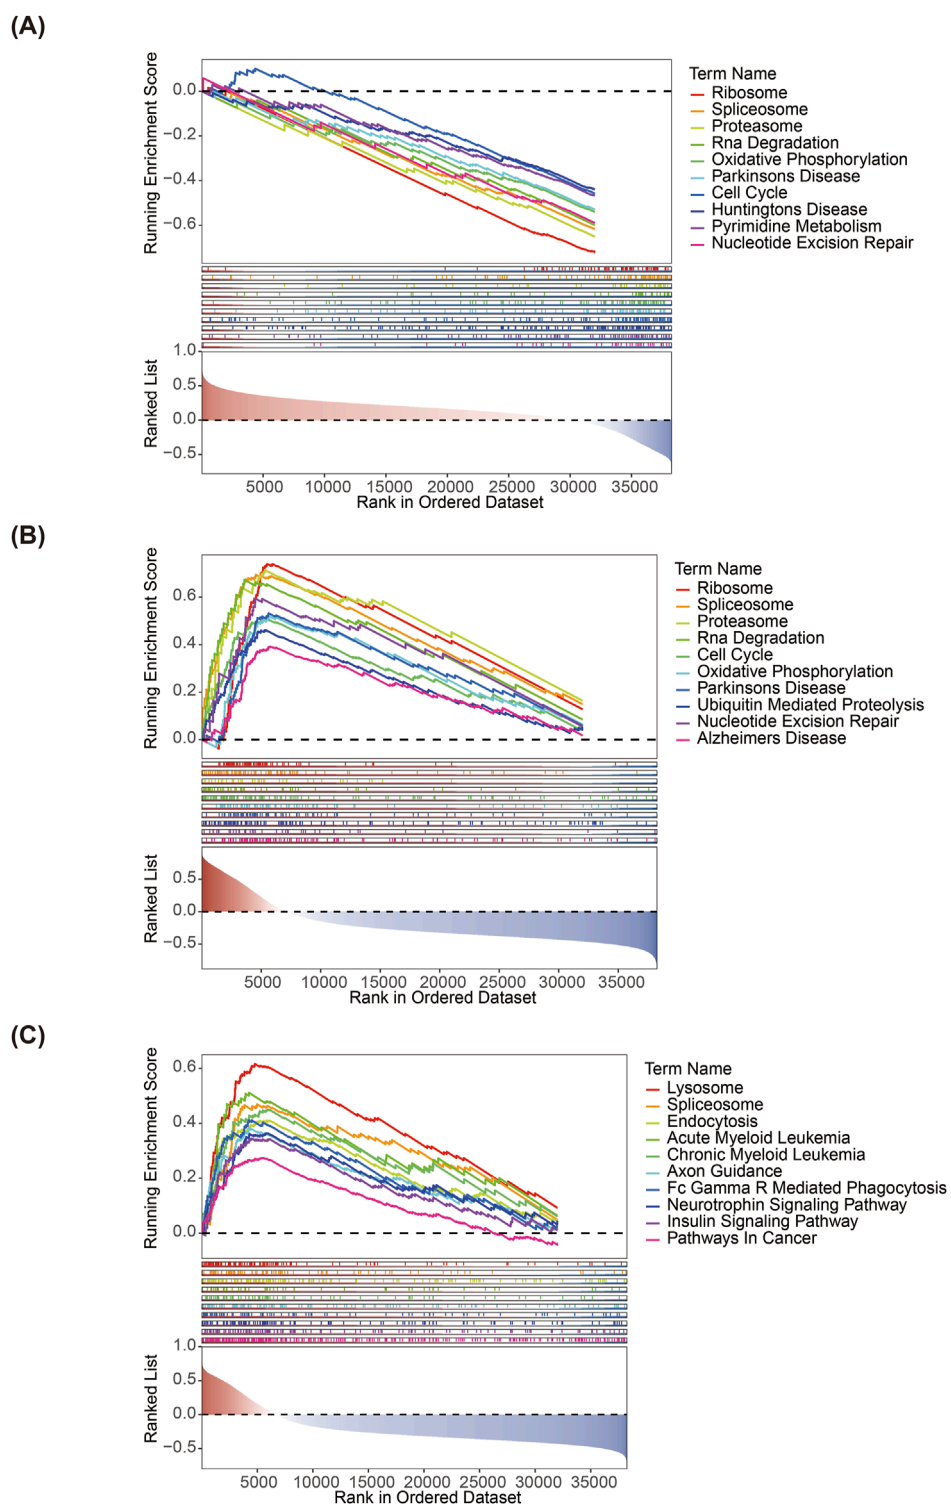 (A)
Running Enrichment Score
0.0
−0.2
−0.4
−0.6
Term Name
Ribosome
Spliceosome
Proteasome
Rna Degradation
Oxidative Phosphorylation
Parkinsons Disease
Cell Cycle
Huntingtons Disease
Pyrimidine Metabolism
Nucleotide Excision Repair
Ranked List
1.0
0.5
0.0
−0.5
5000 10000 15000 20000 25000 30000 35000
Rank in Ordered Dataset
(B)
Running Enrichment Score
0.6
0.4
0.2
0.0
Term Name
Ribosome
Spliceosome
Proteasome
Rna Degradation
Cell Cycle
Oxidative Phosphorylation
Parkinsons Disease
Ubiquitin Mediated Proteolysis
Nucleotide Excision Repair
Alzheimers Disease
Ranked List
0.5
0.0
−0.5
5000 10000 15000 20000 25000 30000 35000
Rank in Ordered Dataset
(C)
Running Enrichment Score
0.6
0.4
0.2
0.0
Term Name
Lysosome
Spliceosome
Endocytosis
Acute Myeloid Leukemia
Chronic Myeloid Leukemia
Axon Guidance
Fc Gamma R Mediated Phagocytosis
Neurotrophin Signaling Pathway
Insulin Signaling Pathway
Pathways In Cancer
Ranked List
1.0
0.5
0.0
−0.5
5000 10000 15000 20000 25000 30000 35000
Rank in Ordered Dataset